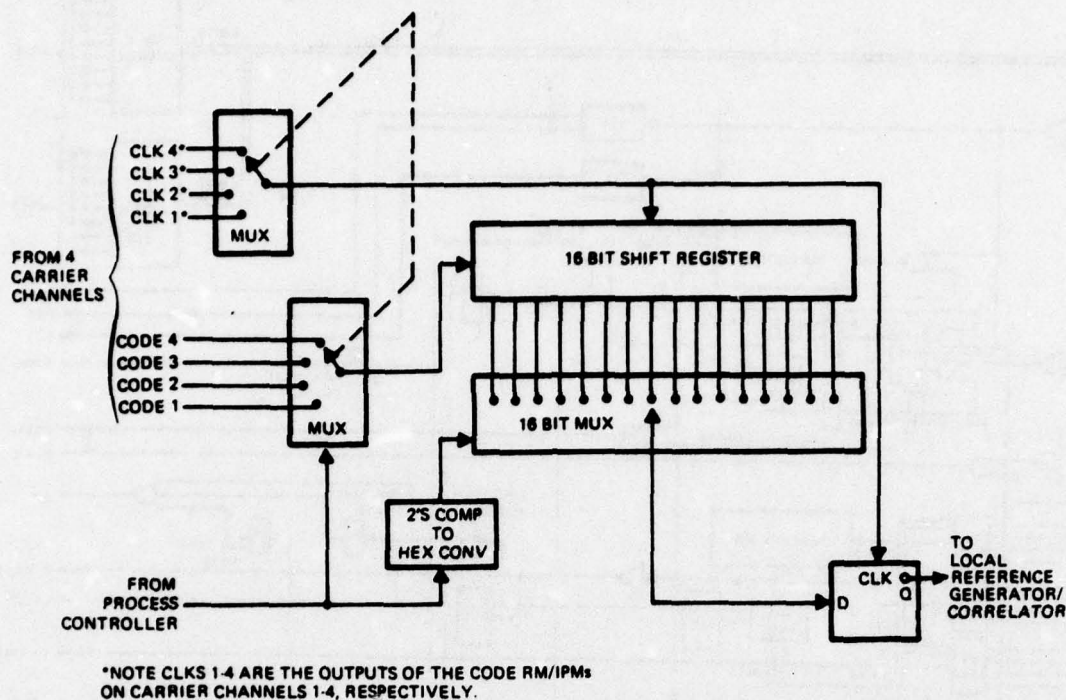 CLK 4*
CLK 3*
CLK 2*
CLK 1*
MUX
FROM 4
CARRIER
CHANNELS
16 BIT SHIFT REGISTER
CODE 4
CODE 3
CODE 2
CODE 1
MUX
16 BIT MUX
2'S COMP
TO
HEX CONV
FROM
PROCESS
CONTROLLER
CLK
D
Q
TO
LOCAL
REFERENCE
GENERATOR/
CORRELATOR
*NOTE CLKS 1-4 ARE THE OUTPUTS OF THE CODE RM/IPMs
ON CARRIER CHANNELS 1-4, RESPECTIVELY.